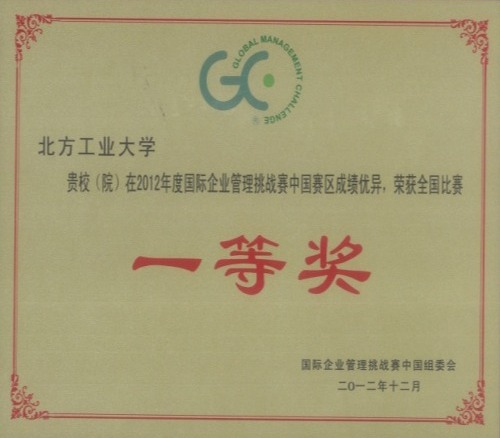 GLOBAL MANAGEMENT CHALLENGE
GC
®
北方工业大学
贵校（院）在2012年度国际企业管理挑战赛中国赛区成绩优异，荣获全国比赛
一等奖
国际企业管理挑战赛中国组委会
二〇一二年十二月